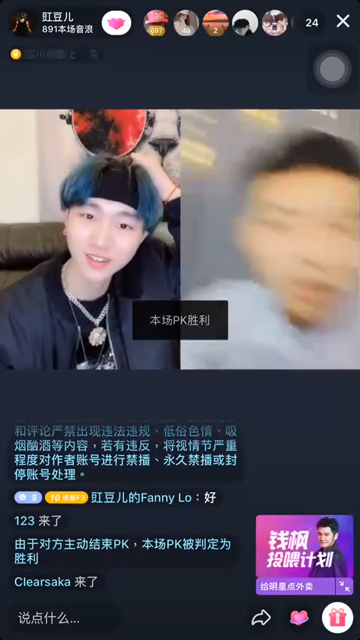 豇豆儿
891本场音浪
697
49
2
24
本场PK胜利
和评论严禁出现违法违规、低俗色情、吸
烟酗酒等内容，若有违反，将视情节严重
程度对作者账号进行禁播、永久禁播或封
停账号处理。
9 10 豇豆儿的Fanny Lo：好
123 来了
由于对方主动结束PK，本场PK被判定为
胜利
Clearsaka 来了
钱枫
投喂计划
给明星点外卖
说点什么...